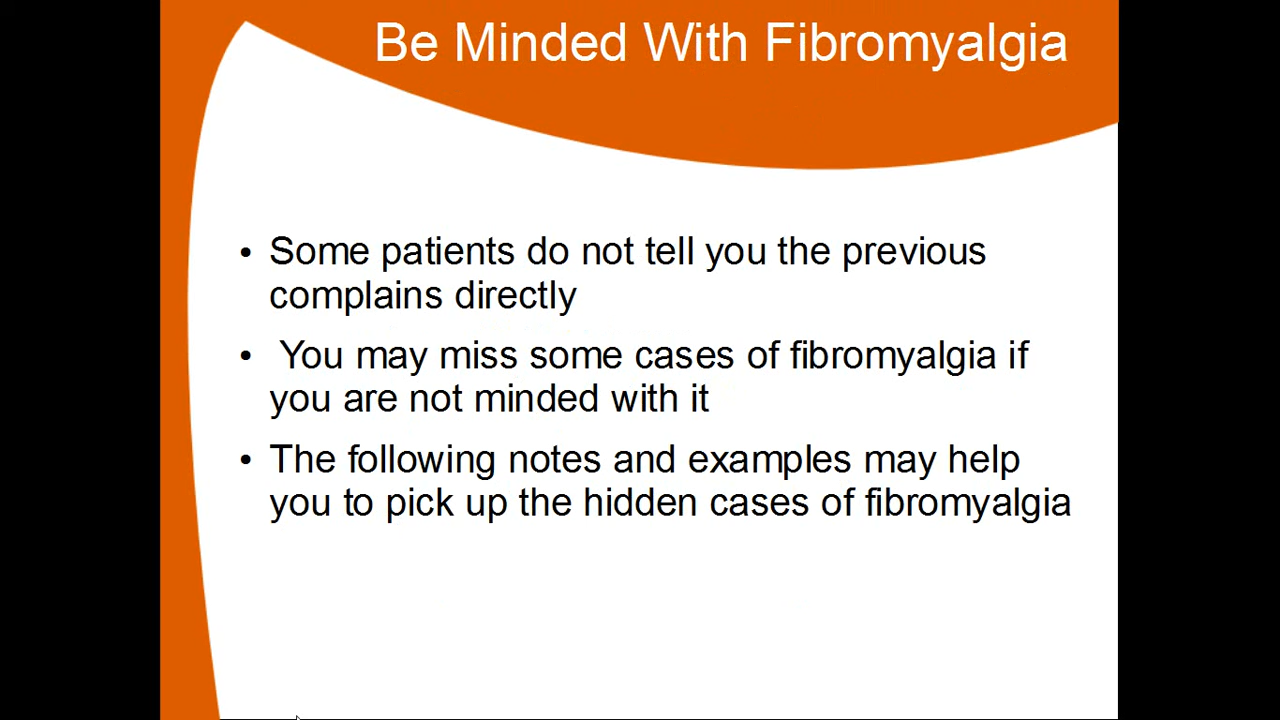 Be Minded With Fibromyalgia
• Some patients do not tell you the previous
complains directly
• You may miss some cases of fibromyalgia if
you are not minded with it
• The following notes and examples may help
you to pick up the hidden cases of fibromyalgia